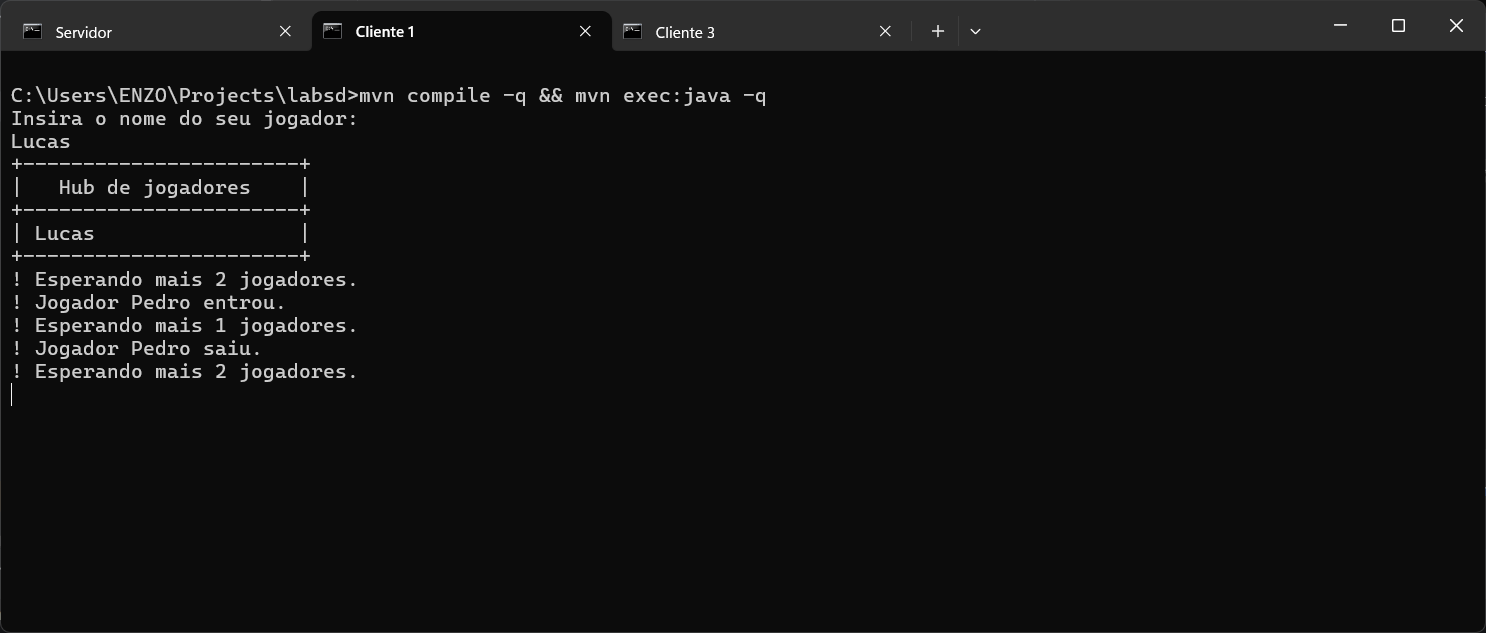 Servidor
Cliente 1
Cliente 3
C:\Users\ENZO\Projects\labsd>mvn compile -q && mvn exec:java -q
Insira o nome do seu jogador:
Lucas
+-----------------------+
|   Hub de jogadores    |
+-----------------------+
| Lucas                 |
+-----------------------+
! Esperando mais 2 jogadores.
! Jogador Pedro entrou.
! Esperando mais 1 jogadores.
! Jogador Pedro saiu.
! Esperando mais 2 jogadores.